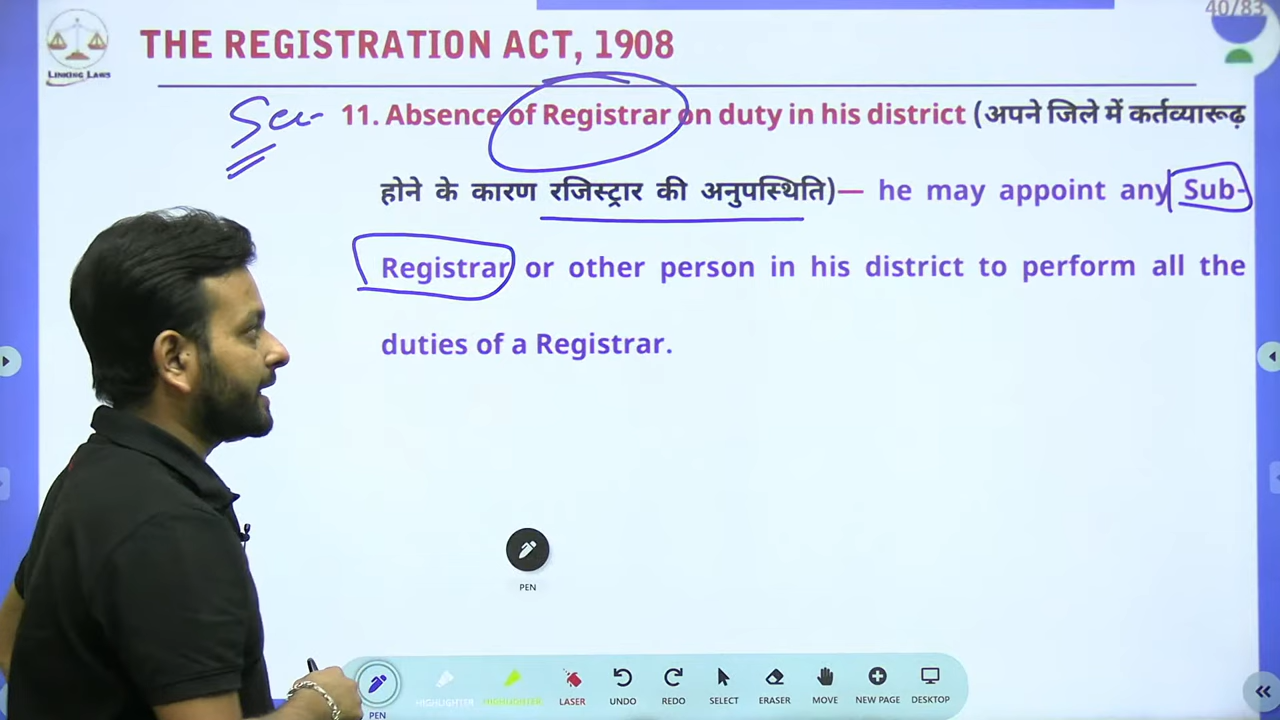 40/83
LINKING LAWS
THE REGISTRATION ACT, 1908
Sec- 11. Absence of Registrar on duty in his district (अपने जिले में कर्तव्यारूढ़
होने के कारण रजिस्ट्रार की अनुपस्थिति)— he may appoint any Sub-
Registrar or other person in his district to perform all the
duties of a Registrar.
PEN
PEN HIGHLIGHTER HIGHLIGHTER LASER UNDO REDO SELECT ERASER MOVE NEW PAGE DESKTOP